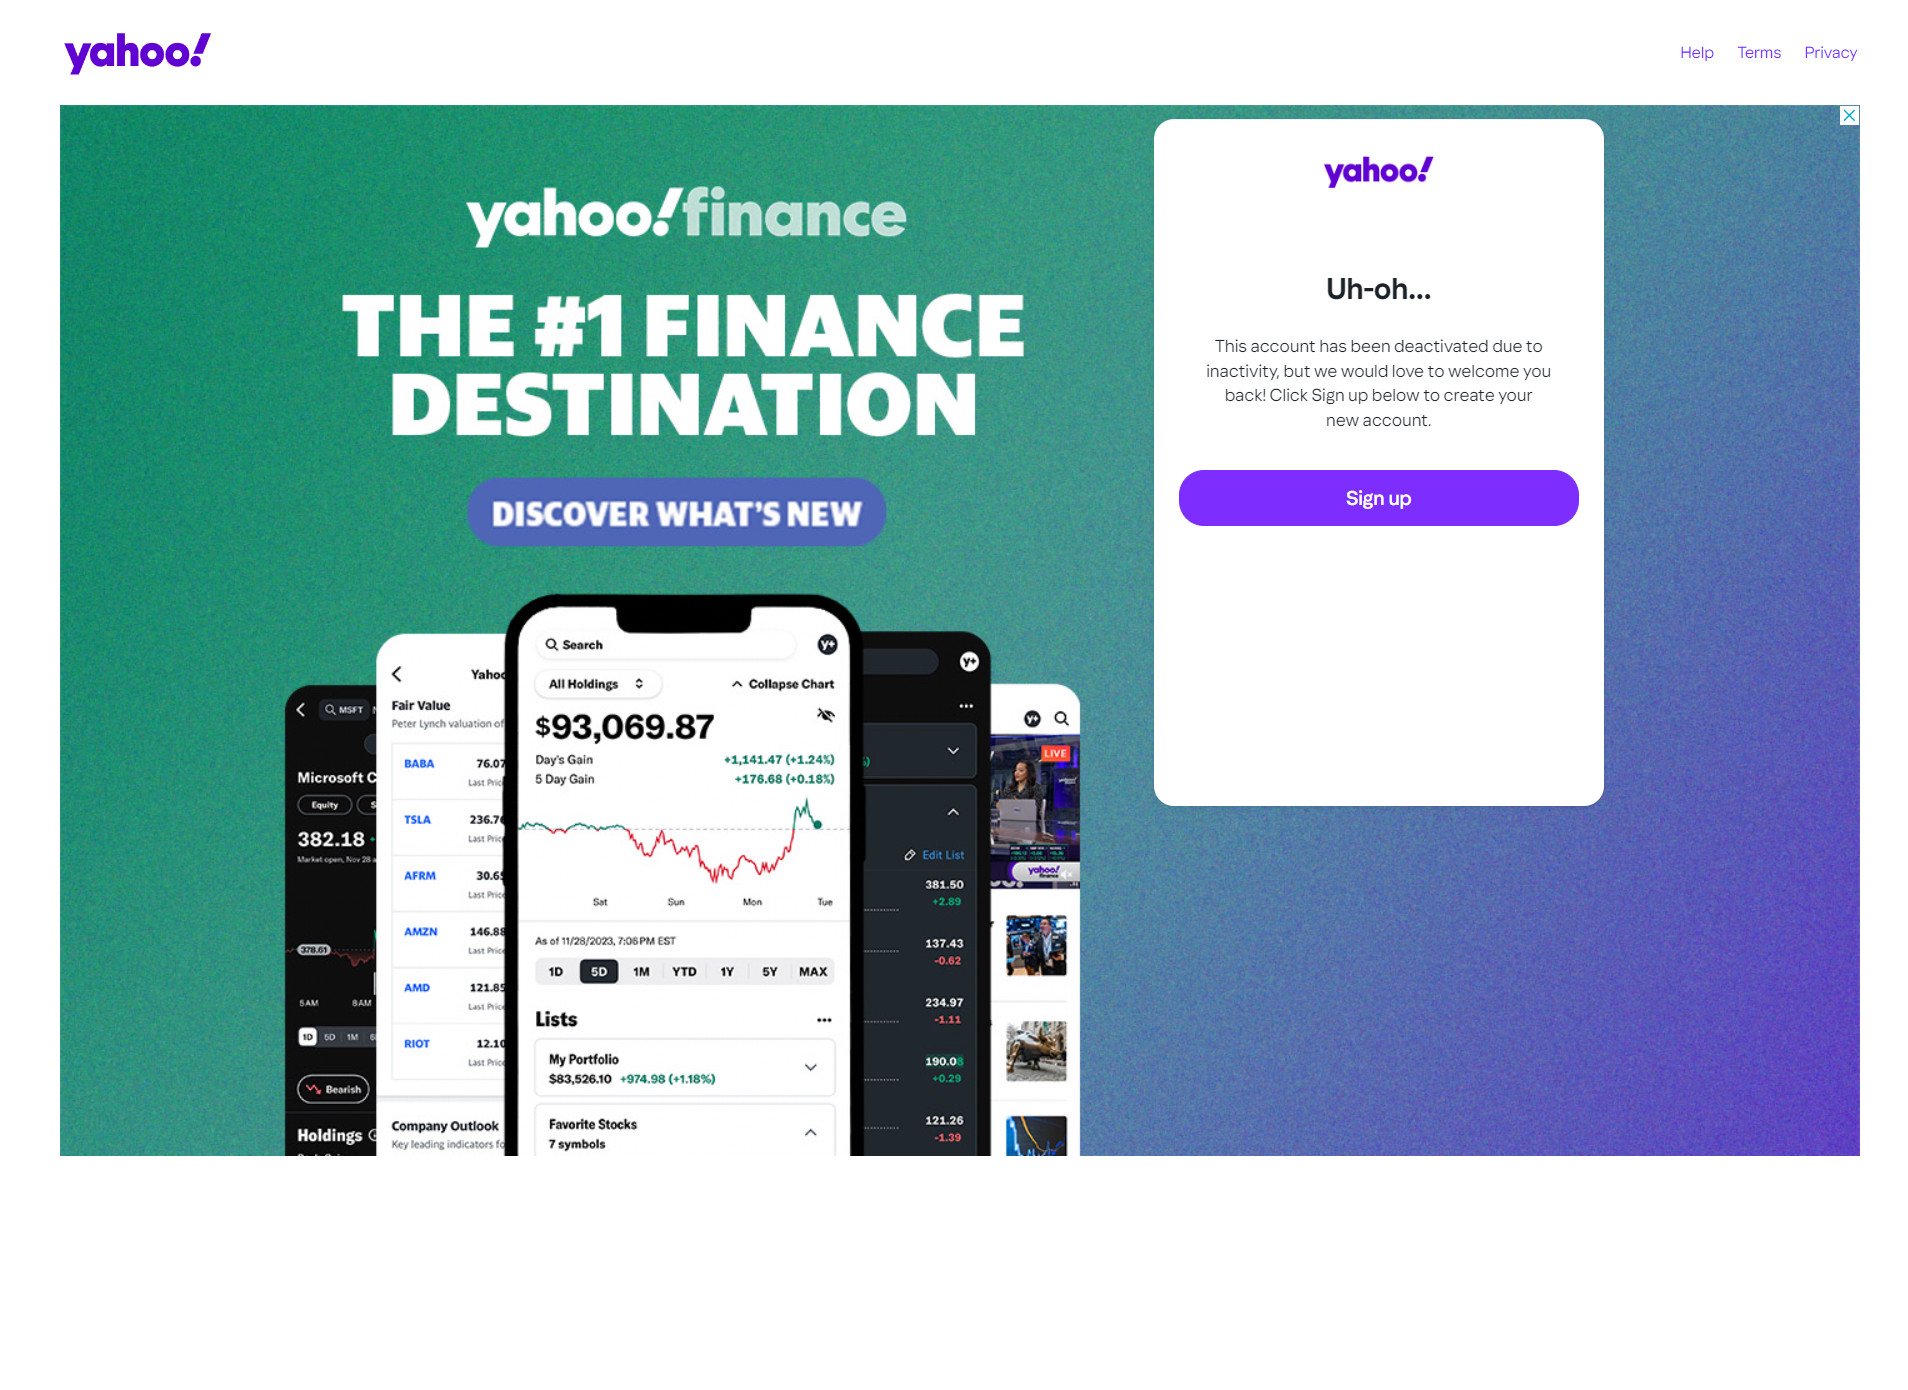 yahoo!
Help Terms Privacy
yahoo!finance
THE #1 FINANCE
DESTINATION
DISCOVER WHAT'S NEW
yahoo!
Uh-oh...
This account has been deactivated due to
inactivity, but we would love to welcome you
back! Click Sign up below to create your
new account.
Sign up
MSFT
Microsoft C
Equity
382.18
Market open, Nov 28
378.61
5AM 8AM
1D 5D 1M
Bearish
Holdings
Yahoo
Fair Value
Peter Lynch valuation of
BABA 76.07
Last Price
TSLA 236.76
Last Price
AFRM 30.65
Last Price
AMZN 146.88
Last Price
AMD 121.85
Last Price
RIOT 12.10
Last Price
Company Outlook
Key leading indicators fo
Search y+
All Holdings Collapse Chart
$93,069.87
Day's Gain +1,141.47 (+1.24%)
5 Day Gain +176.68 (+0.18%)
Sat Sun Mon Tue
As of 11/28/2023, 7:06PM EST
1D 5D 1M YTD 1Y 5Y MAX
Lists
My Portfolio
$83,526.10 +974.98 (+1.18%)
Favorite Stocks
7 symbols
y+
Edit List
381.50
+2.89
137.43
-0.62
234.97
-1.11
190.08
+0.29
121.26
-1.39
y+
LIVE
yahoo!
finance